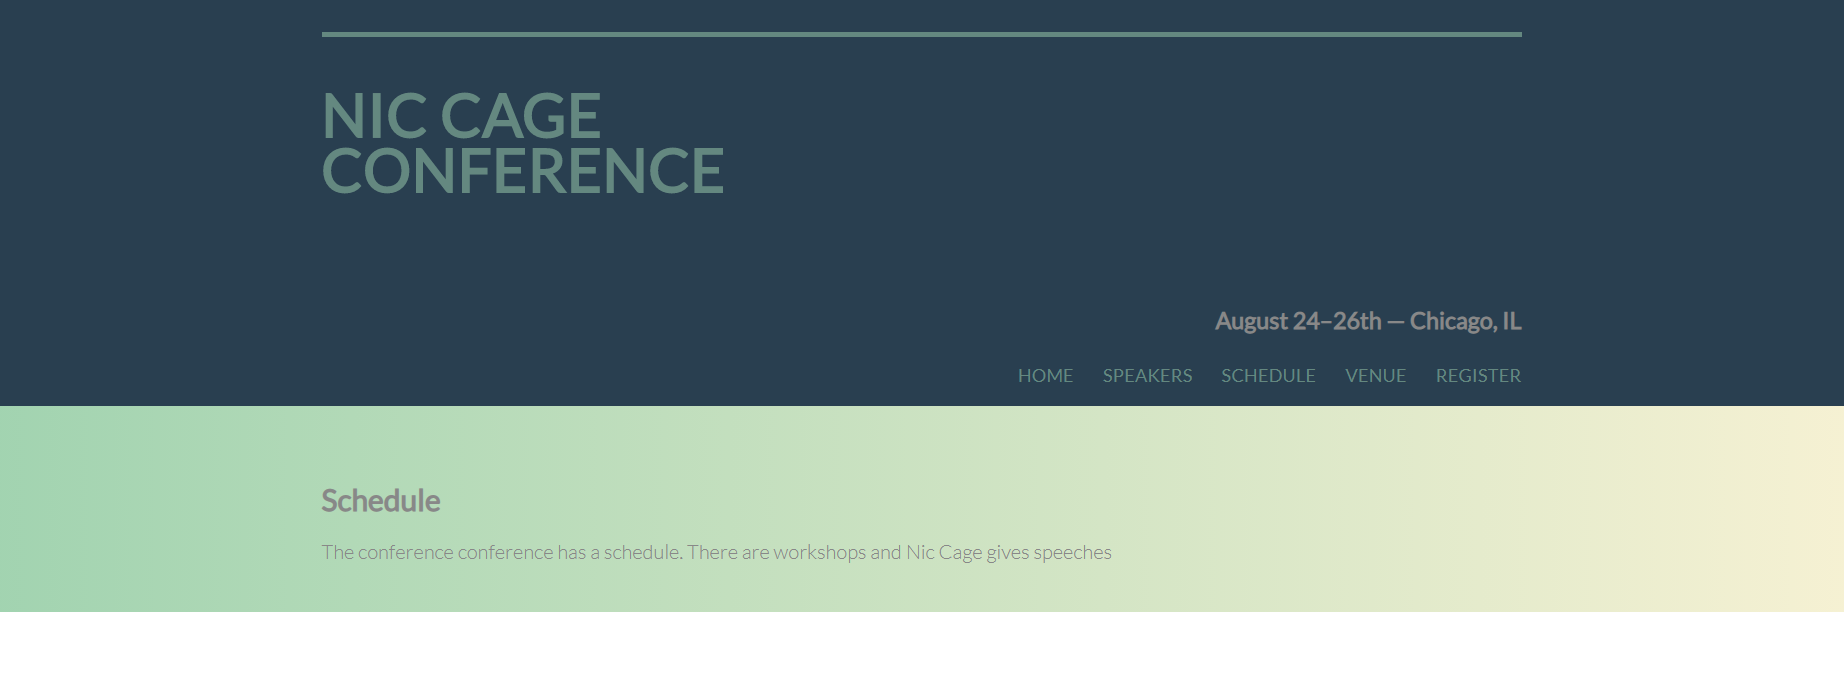 NIC CAGE
CONFERENCE
August 24–26th — Chicago, IL
HOME SPEAKERS SCHEDULE VENUE REGISTER
Schedule
The conference conference has a schedule. There are workshops and Nic Cage gives speeches